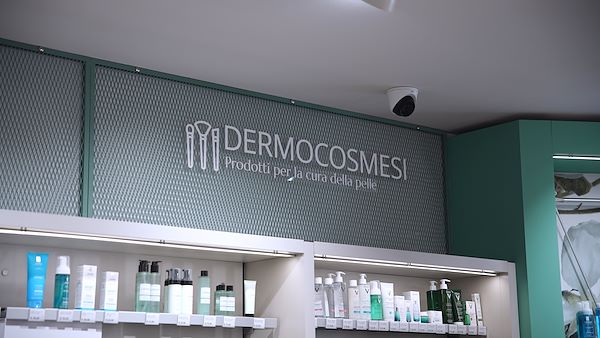 DERMOCOSMESI
Prodotti per la cura della pelle